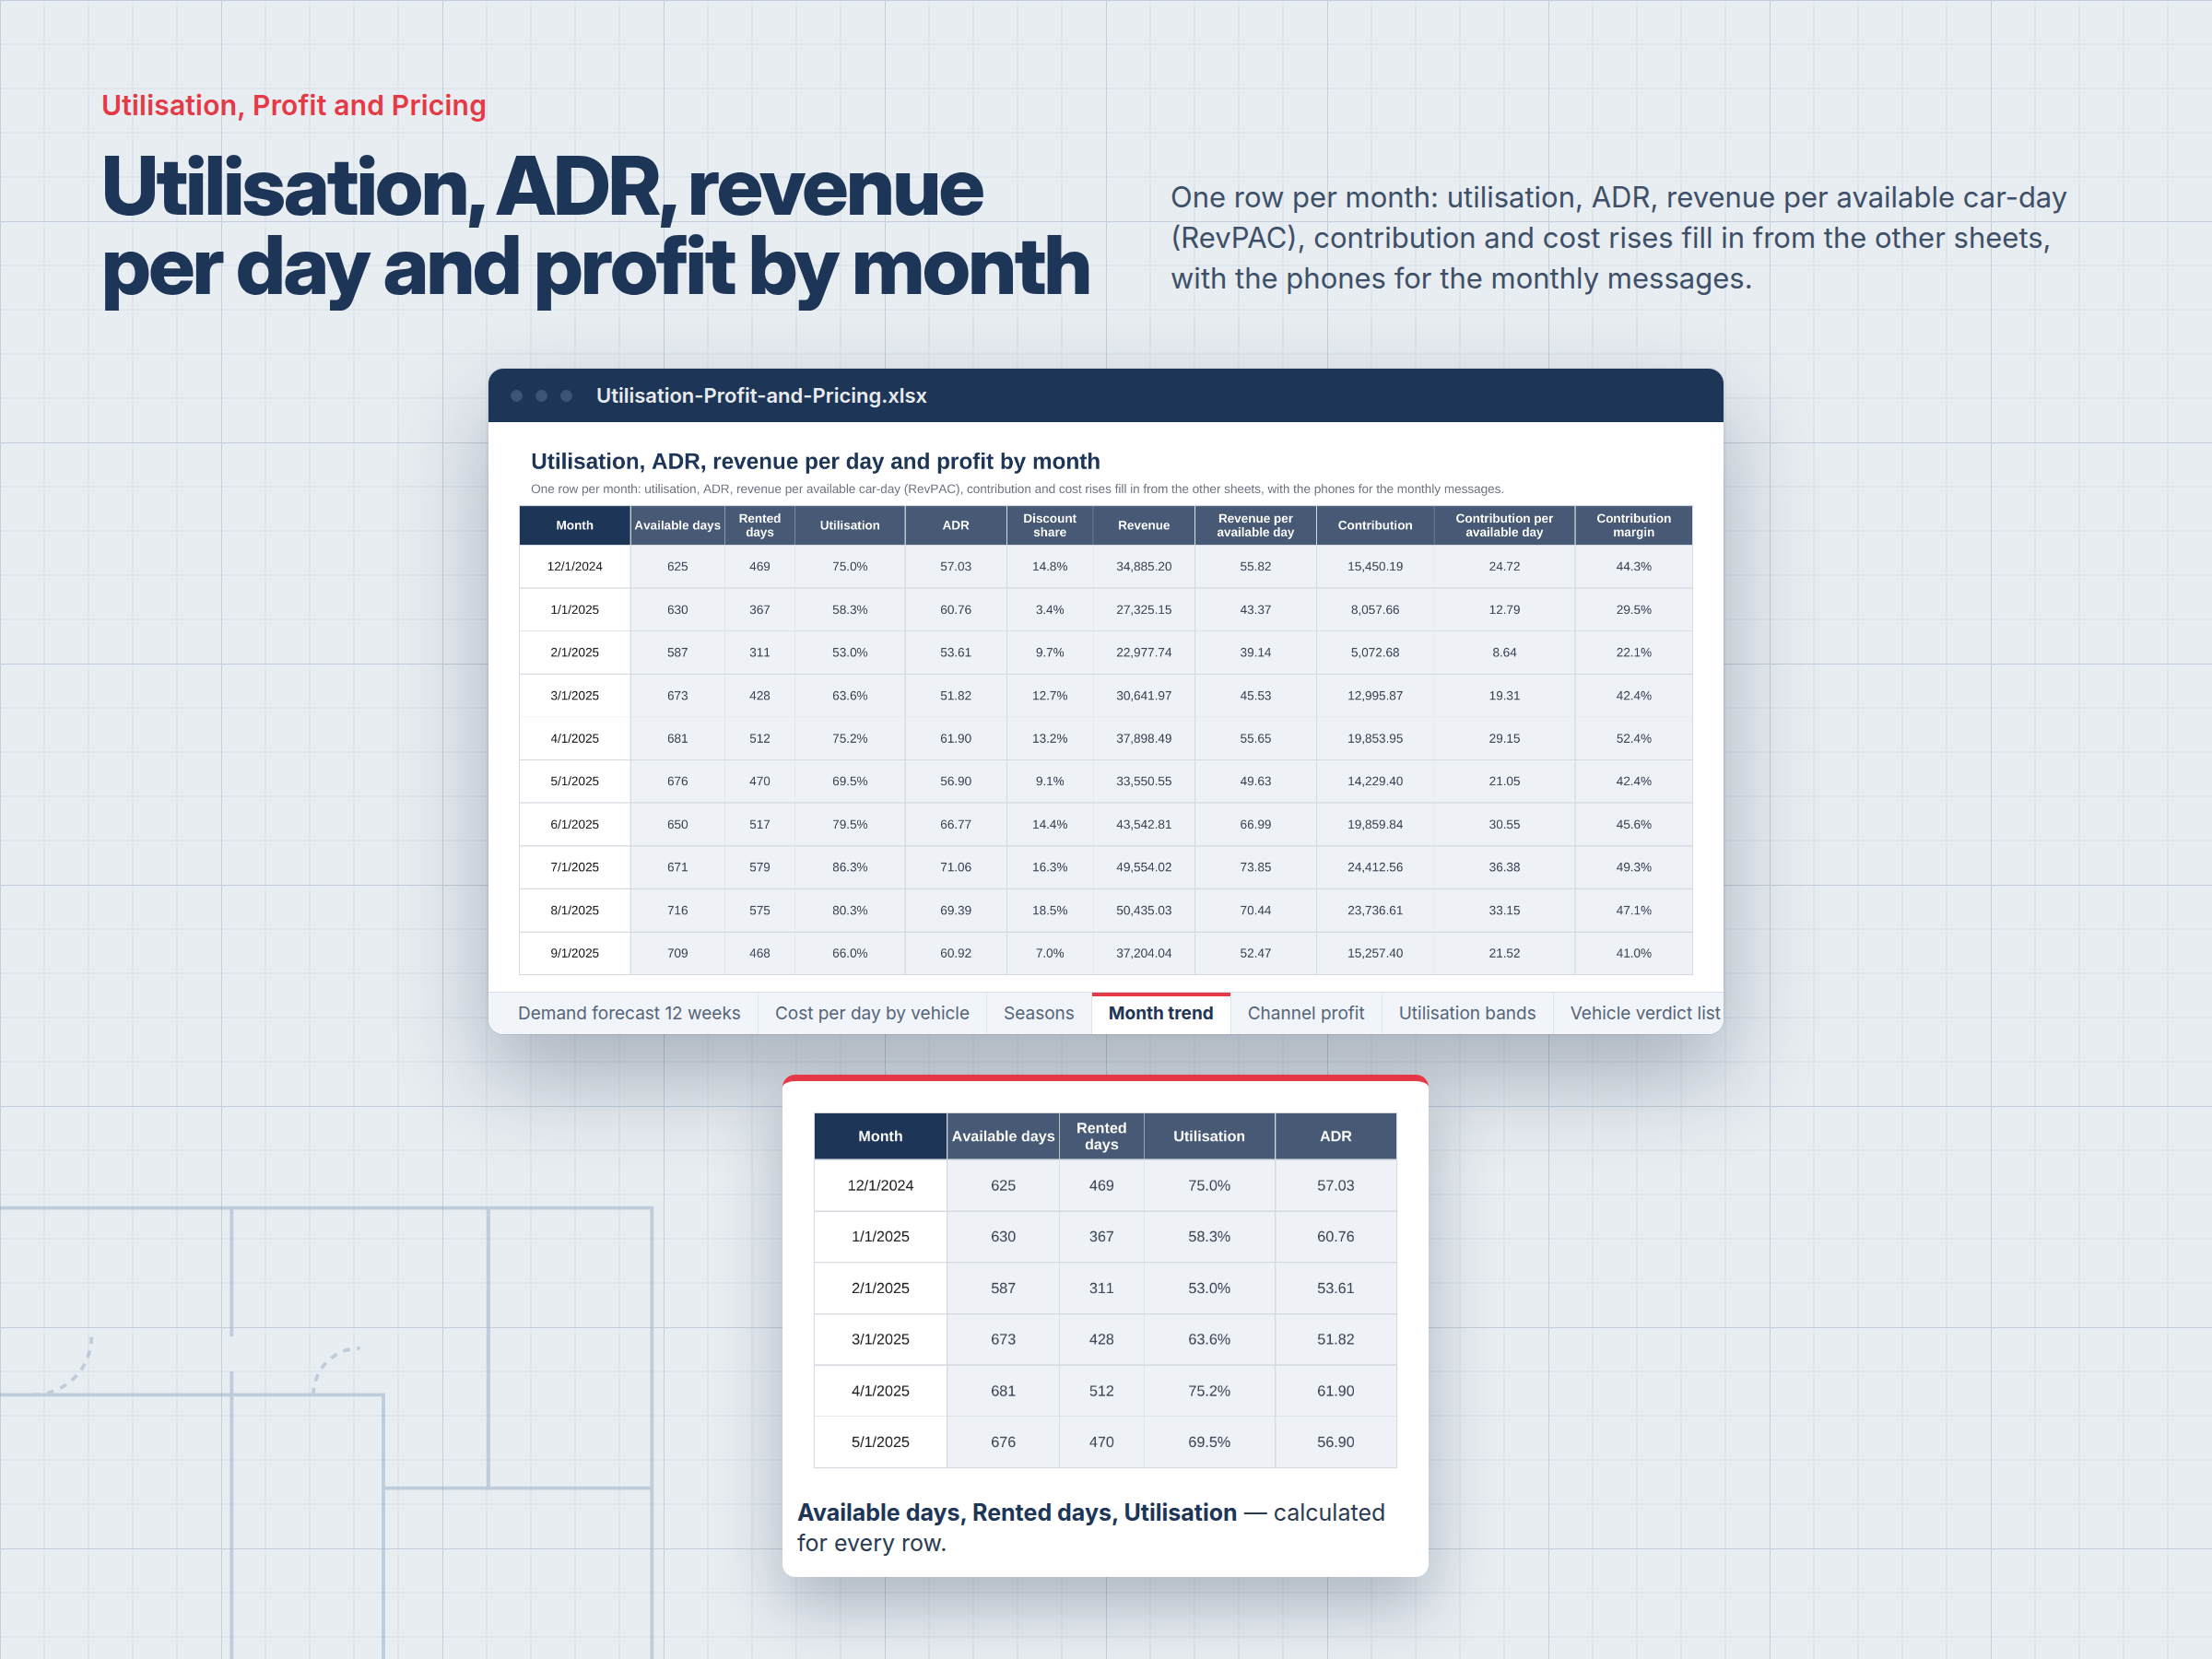 Utilisation, Profit and Pricing
Utilisation, ADR, revenue
per day and profit by month
One row per month: utilisation, ADR, revenue per available car-day
(RevPAC), contribution and cost rises fill in from the other sheets,
with the phones for the monthly messages.
Utilisation-Profit-and-Pricing.xlsx
Utilisation, ADR, revenue per day and profit by month
One row per month: utilisation, ADR, revenue per available car-day (RevPAC), contribution and cost rises fill in from the other sheets, with the phones for the monthly messages.
Month Available days Rented days Utilisation ADR Discount share Revenue Revenue per available day Contribution Contribution per available day Contribution margin
12/1/2024 625 469 75.0% 57.03 14.8% 34,885.20 55.82 15,450.19 24.72 44.3%
1/1/2025 630 367 58.3% 60.76 3.4% 27,325.15 43.37 8,057.66 12.79 29.5%
2/1/2025 587 311 53.0% 53.61 9.7% 22,977.74 39.14 5,072.68 8.64 22.1%
3/1/2025 673 428 63.6% 51.82 12.7% 30,641.97 45.53 12,995.87 19.31 42.4%
4/1/2025 681 512 75.2% 61.90 13.2% 37,898.49 55.65 19,853.95 29.15 52.4%
5/1/2025 676 470 69.5% 56.90 9.1% 33,550.55 49.63 14,229.40 21.05 42.4%
6/1/2025 650 517 79.5% 66.77 14.4% 43,542.81 66.99 19,859.84 30.55 45.6%
7/1/2025 671 579 86.3% 71.06 16.3% 49,554.02 73.85 24,412.56 36.38 49.3%
8/1/2025 716 575 80.3% 69.39 18.5% 50,435.03 70.44 23,736.61 33.15 47.1%
9/1/2025 709 468 66.0% 60.92 7.0% 37,204.04 52.47 15,257.40 21.52 41.0%
Demand forecast 12 weeks Cost per day by vehicle Seasons Month trend Channel profit Utilisation bands Vehicle verdict list
Month Available days Rented days Utilisation ADR
12/1/2024 625 469 75.0% 57.03
1/1/2025 630 367 58.3% 60.76
2/1/2025 587 311 53.0% 53.61
3/1/2025 673 428 63.6% 51.82
4/1/2025 681 512 75.2% 61.90
5/1/2025 676 470 69.5% 56.90
Available days, Rented days, Utilisation — calculated
for every row.